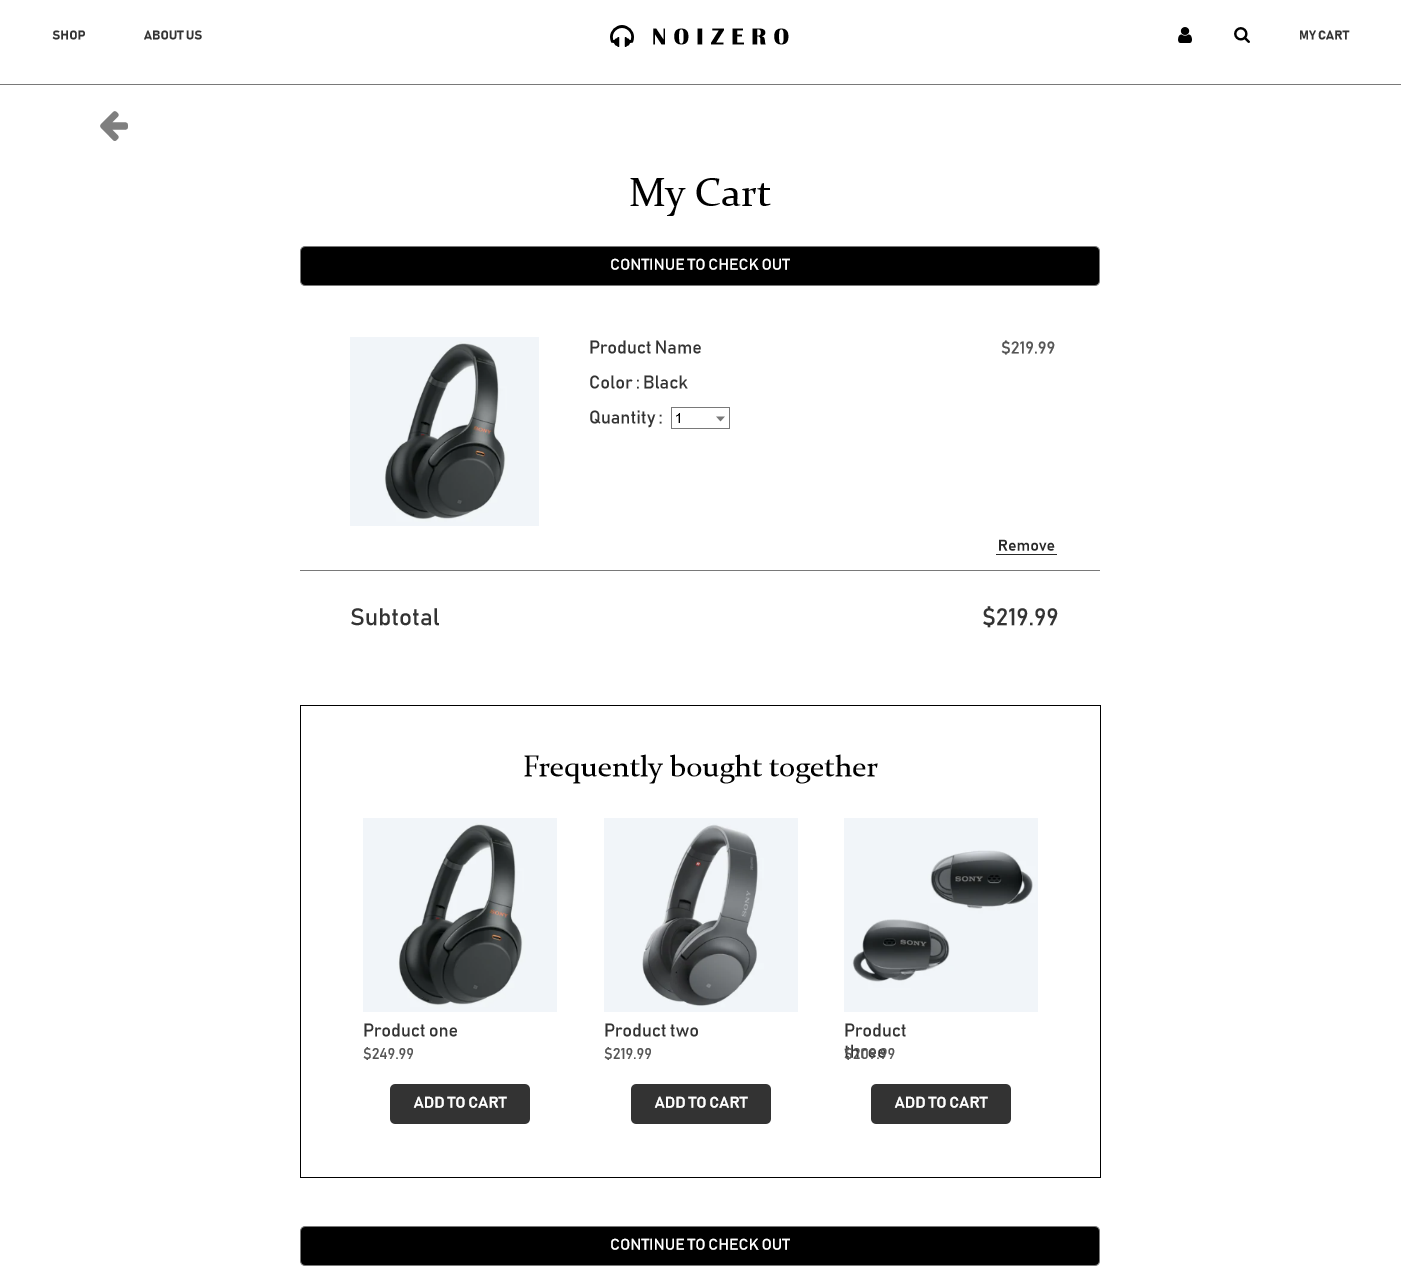 SHOP
ABOUT US
NOIZERO
MY CART
My Cart
CONTINUE TO CHECK OUT
Product Name
$219.99
Color : Black
Quantity : 1
Remove
Subtotal
$219.99
Frequently bought together
SONY
SONY
SONY
Product one
Product two
Product
three
$249.99
$219.99
ADD TO CART
ADD TO CART
ADD TO CART
CONTINUE TO CHECK OUT